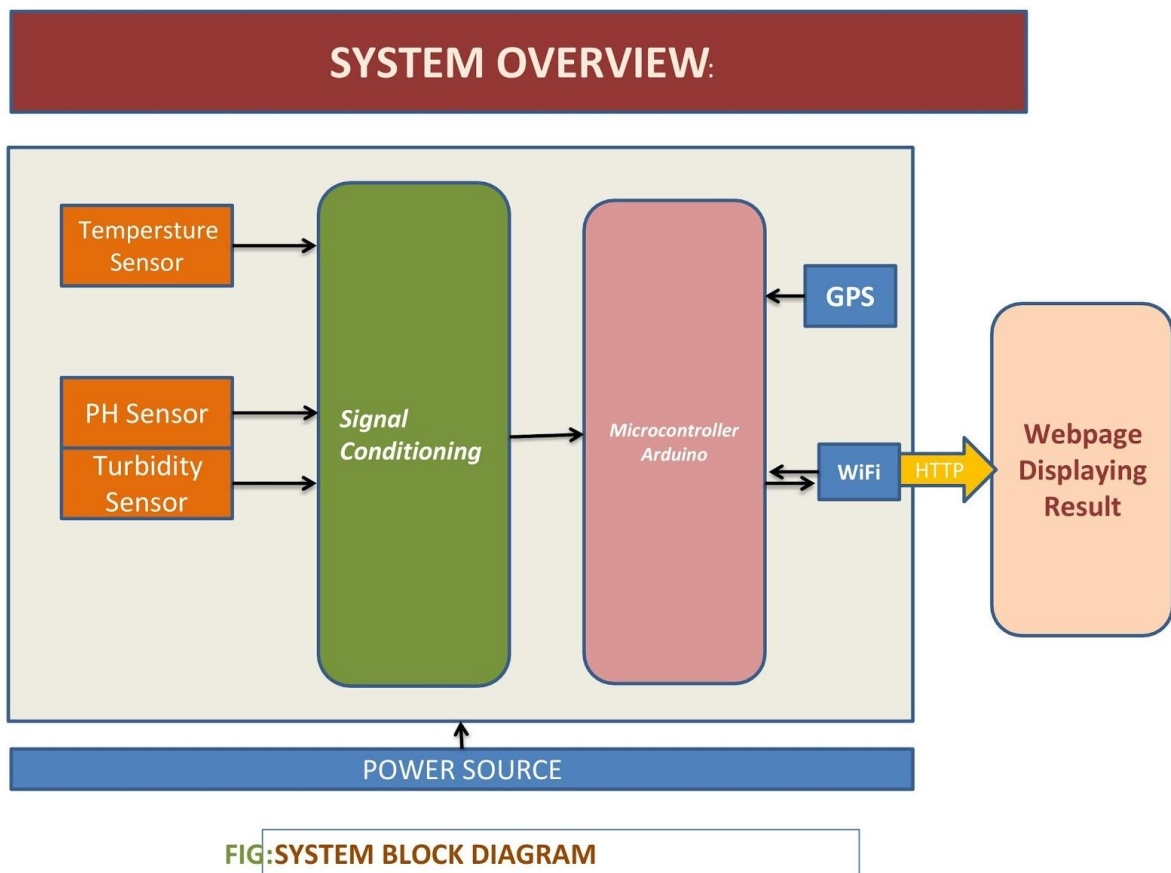 SYSTEM OVERVIEW:
Tempersture
Sensor
PH Sensor
Turbidity
Sensor
Signal
Conditioning
Microcontroller
Arduino
GPS
WiFi
HTTP
Webpage
Displaying
Result
POWER SOURCE
FIG:SYSTEM BLOCK DIAGRAM